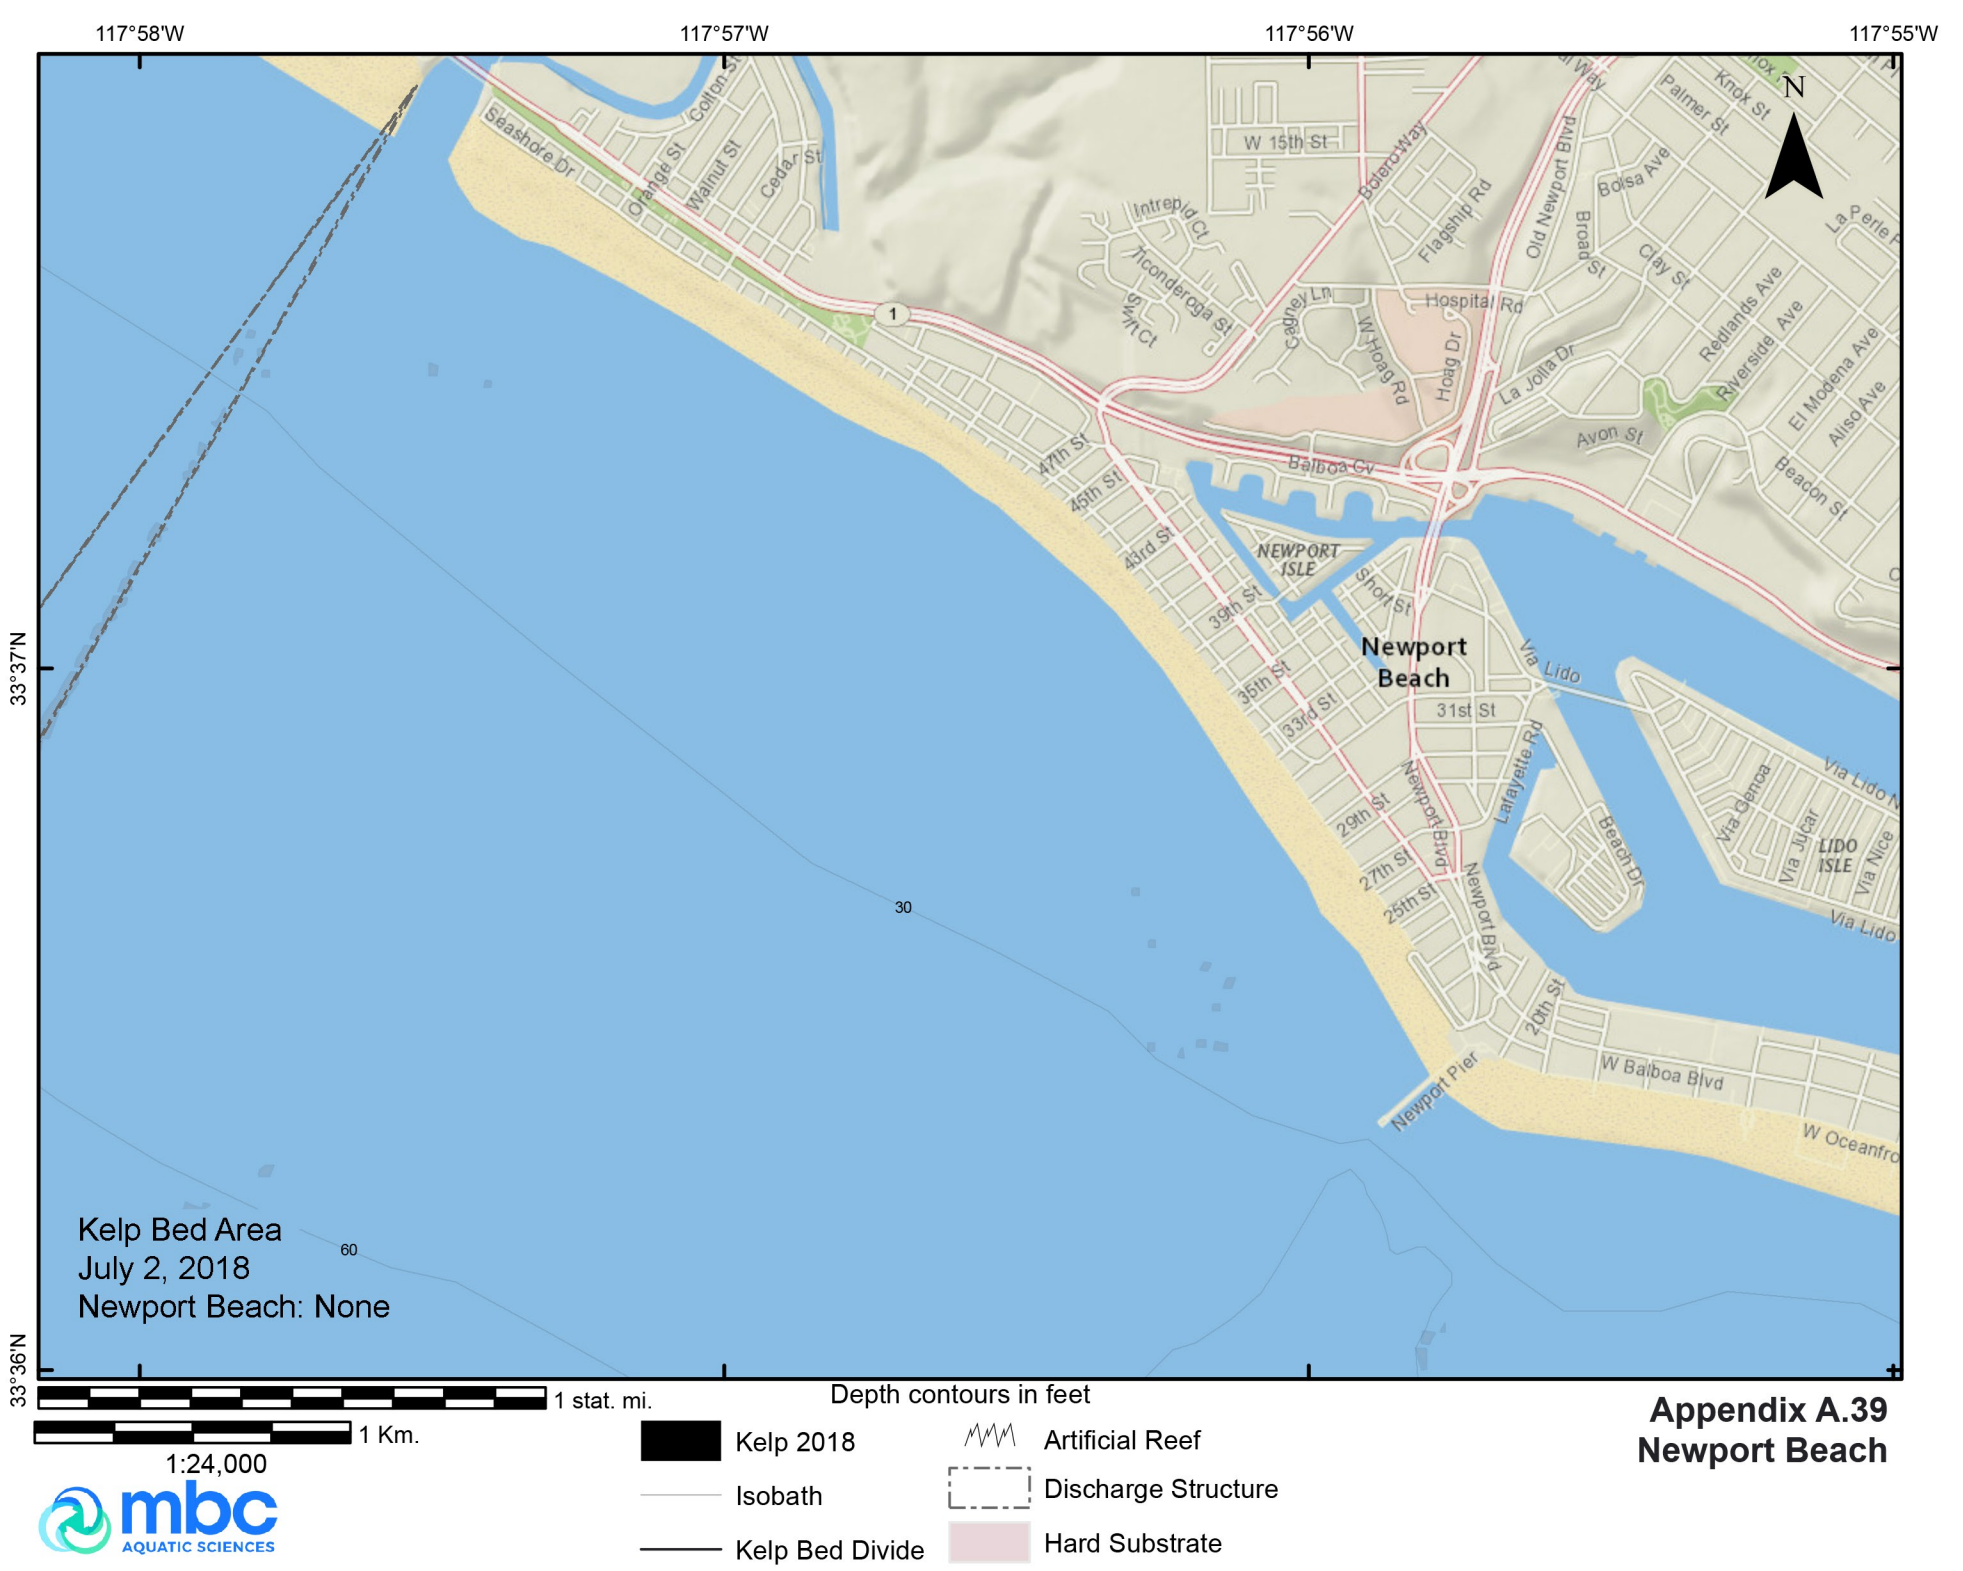 117°58'W
117°57'W
117°56'W
117°55'W
33°37'N
33°36'N
N
Colton St
Seashore Dr
Orange St
Walnut St
Cedar St
1
W 15th St
Bolero Way
Flagship Rd
Intrepid Ct
Ticonderoga St
Swift Ct
Cagney Ln
W Hoag Rd
Hospital Rd
Hoag Dr
Old Newport Blvd
Broad St
Bolsa Ave
Clay St
Palmer St
Knox St
La Perle
Redlands Ave
Riverside Ave
El Modena Ave
Aliso Ave
Beacon St
La Jolla Dr
Avon St
Balboa Cv
47th St
45th St
43rd St
39th St
35th St
33rd St
29th St
27th St
25th St
NEWPORT
ISLE
Short St
Newport
Beach
31st St
Via Lido
Lafayette Rd
Newport Blvd
Newport Blvd
Beach Dr
Via Genoa
Via Jucar
Via Nice
LIDO
ISLE
Via Lido N
Via Lido
20th St
W Balboa Blvd
Newport Pier
W Oceanfro
30
60
Kelp Bed Area
July 2, 2018
Newport Beach: None
1 stat. mi.
1 Km.
1:24,000
mbc
AQUATIC SCIENCES
Depth contours in feet
Kelp 2018
Isobath
Kelp Bed Divide
Artificial Reef
Discharge Structure
Hard Substrate
Appendix A.39
Newport Beach